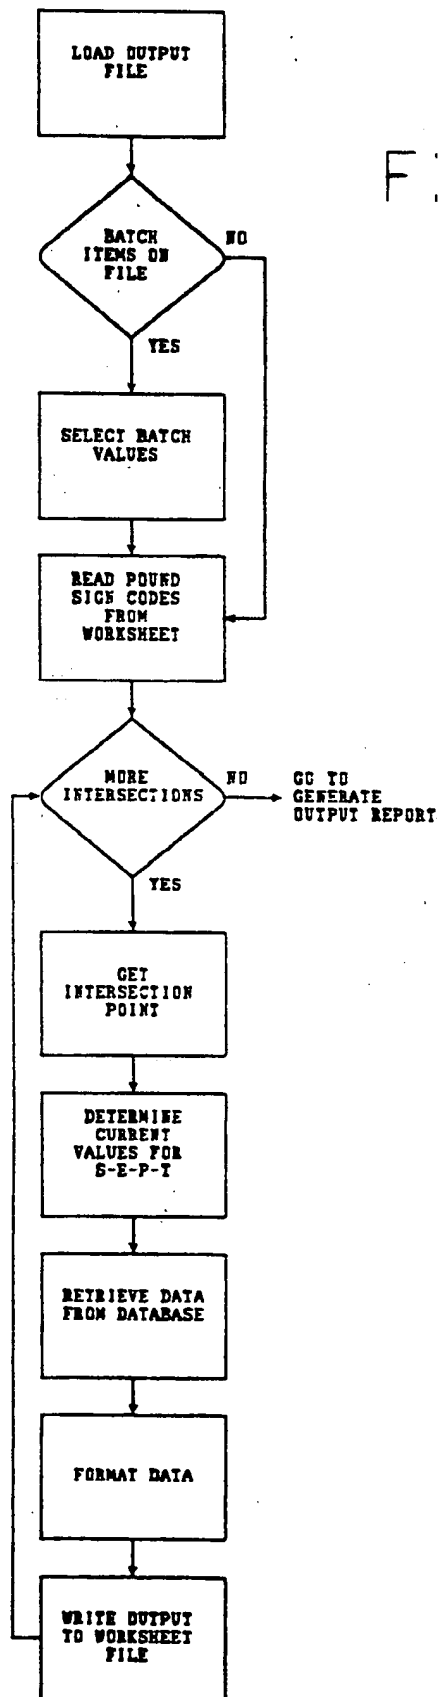 LOAD OUTPUT
FILE
F
BATCH
ITEMS ON
FILE
NO
YES
SELECT BATCH
VALUES
READ POUND
SIGN CODES
FROM
WORKSHEET
MORE
INTERSECTIONS
NO
GO TO
GENERATE
OUTPUT REPORT
YES
GET
INTERSECTION
POINT
DETERMINE
CURRENT
VALUES FOR
S-E-P-T
RETRIEVE DATA
FROM DATABASE
FORMAT DATA
WRITE OUTPUT
TO WORKSHEET
FILE